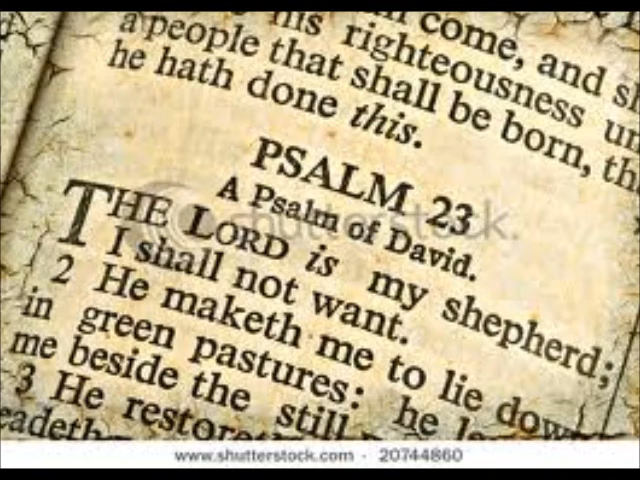 come, and
his righteousness
a people that shall be born,
he hath done this.
PSALM 23
A Psalm of David.
THE LORD is my shepherd;
I shall not want.
2 He maketh me to lie down
in green pastures: he
me beside the still
3 He
shutterstock.
www.shutterstock.com · 20744860